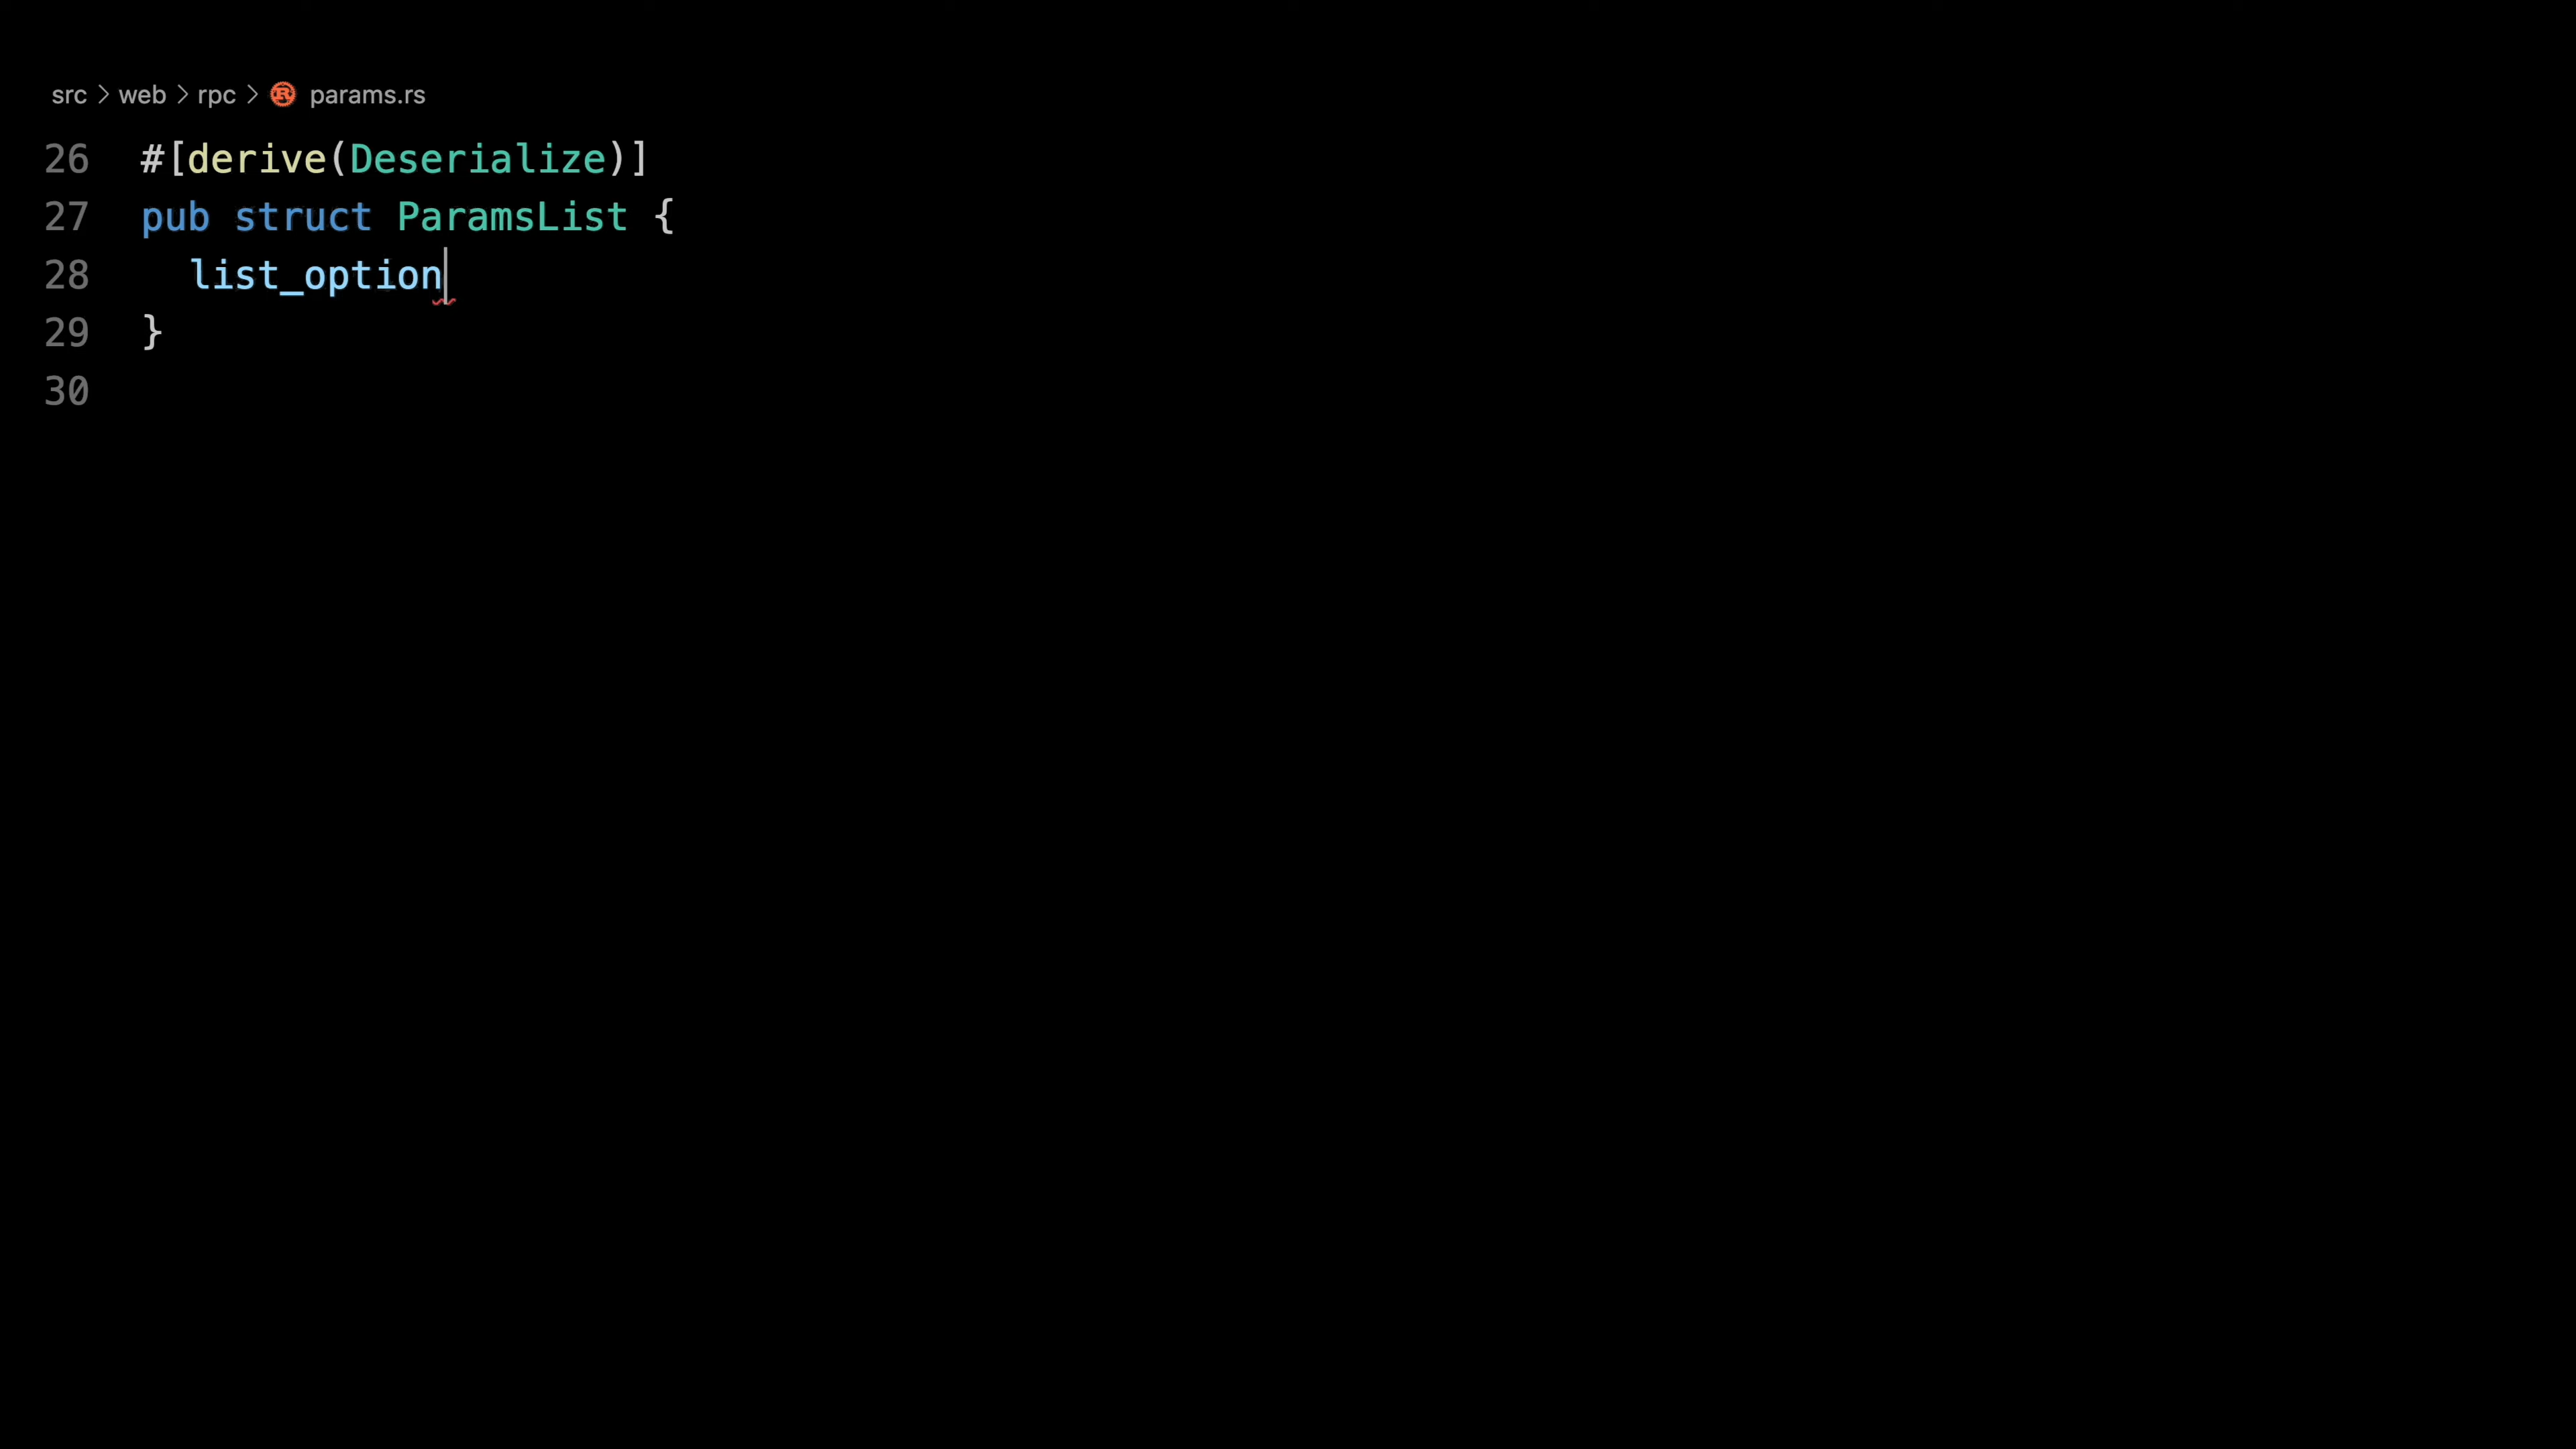 src > web > rpc > params.rs
26 #[derive(Deserialize)]
27 pub struct ParamsList {
28 list_option
29 }
30